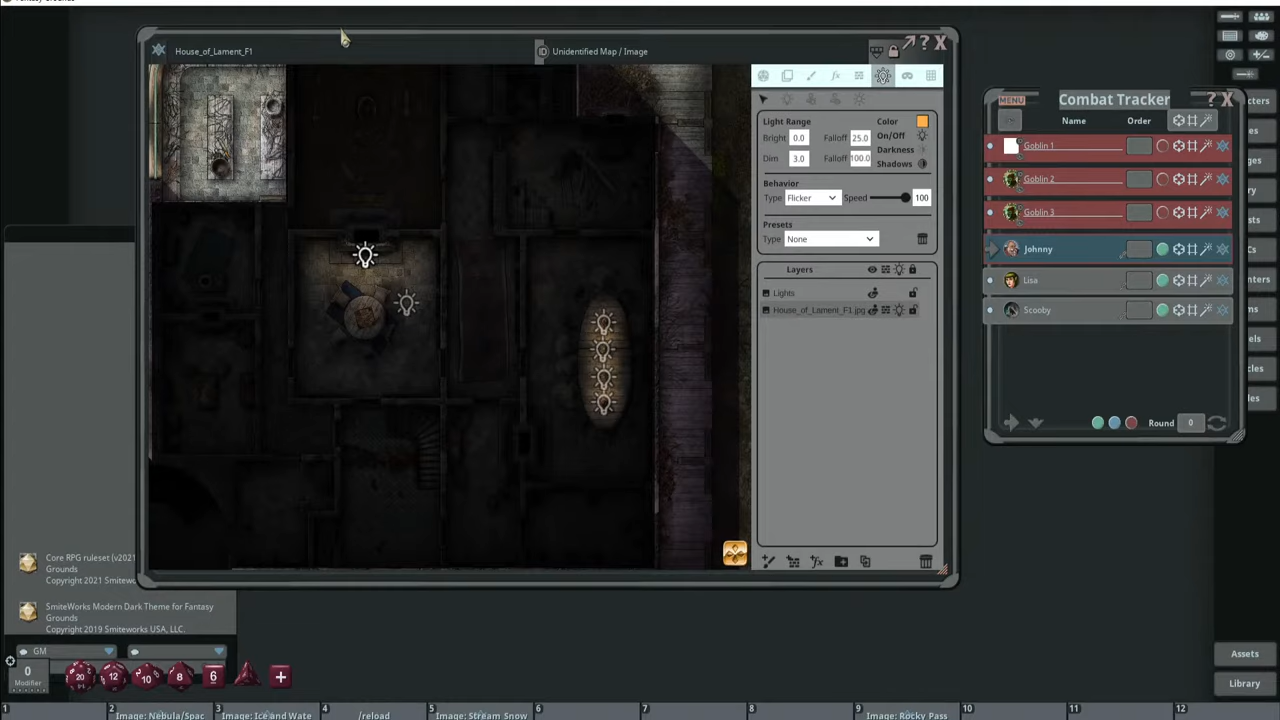 House_of_Lament_F1
ID Unidentified Map / Image
? X
Light Range
Color
Bright 0.0 Falloff 25.0
On/Off
Darkness
Dim 3.0 Falloff 100.0
Shadows
Behavior
Type Flicker Speed 100
Presets
Type None
Layers
Lights
House_of_Lament_F1.jpg
MENU Combat Tracker ? X
Name Order
Goblin 1
Goblin 2
Goblin 3
Johnny
Lisa
Scooby
Round 0
Assets
Library
Core RPG ruleset (v2021
Grounds
Copyright 2021 Smitew
SmiteWorks Modern Dark Theme for Fantasy
Grounds
Copyright 2019 Smiteworks USA, LLC.
GM
0
Modifier
20 12 10 8 6 +
1 2 3 4 5 6 7 8 9 10 11 12
Image: Nebula/Spac Image: Ice and Wate /reload Image: Stream Snow Image: Rocky Pass